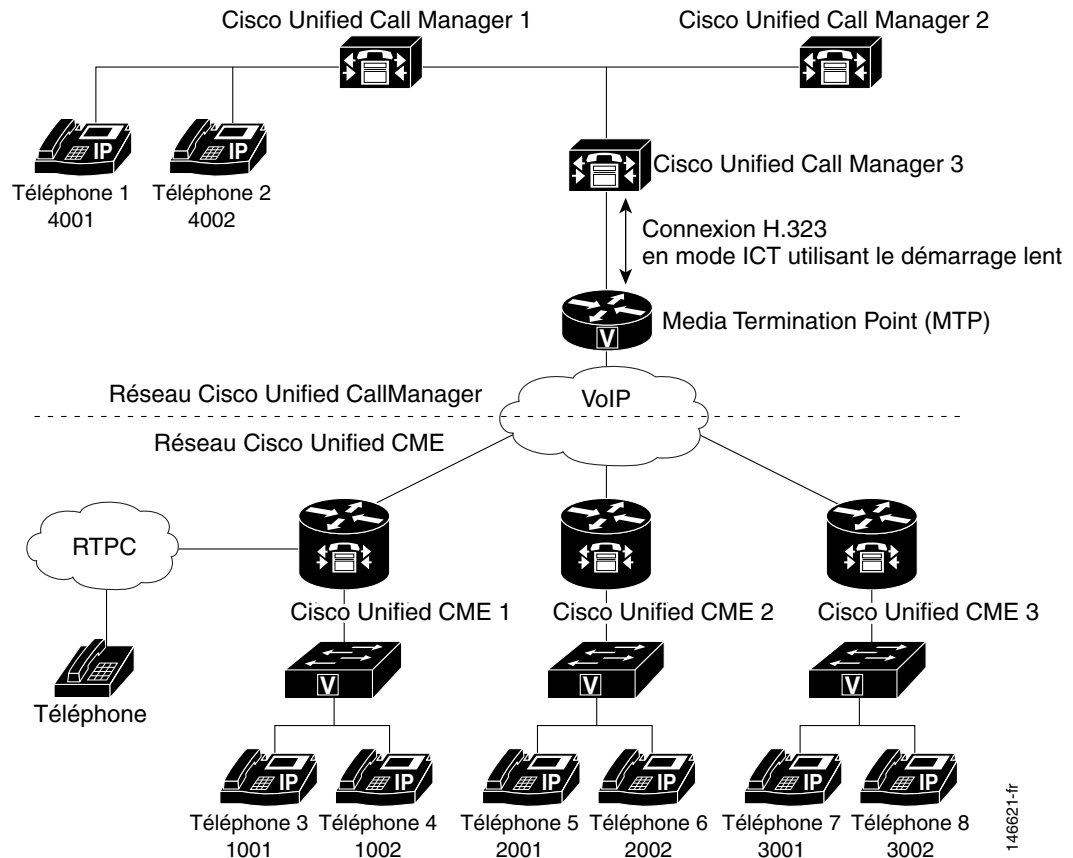 Cisco Unified Call Manager 1
Cisco Unified Call Manager 2
IP
IP
Téléphone 1
4001
Téléphone 2
4002
Cisco Unified Call Manager 3
Connexion H.323
en mode ICT utilisant le démarrage lent
V
Media Termination Point (MTP)
Réseau Cisco Unified CallManager
VoIP
Réseau Cisco Unified CME
RTPC
Cisco Unified CME 1
Cisco Unified CME 2
Cisco Unified CME 3
V
V
V
Téléphone
IP
IP
IP
IP
IP
IP
Téléphone 3
1001
Téléphone 4
1002
Téléphone 5
2001
Téléphone 6
2002
Téléphone 7
3001
Téléphone 8
3002
146621-fr